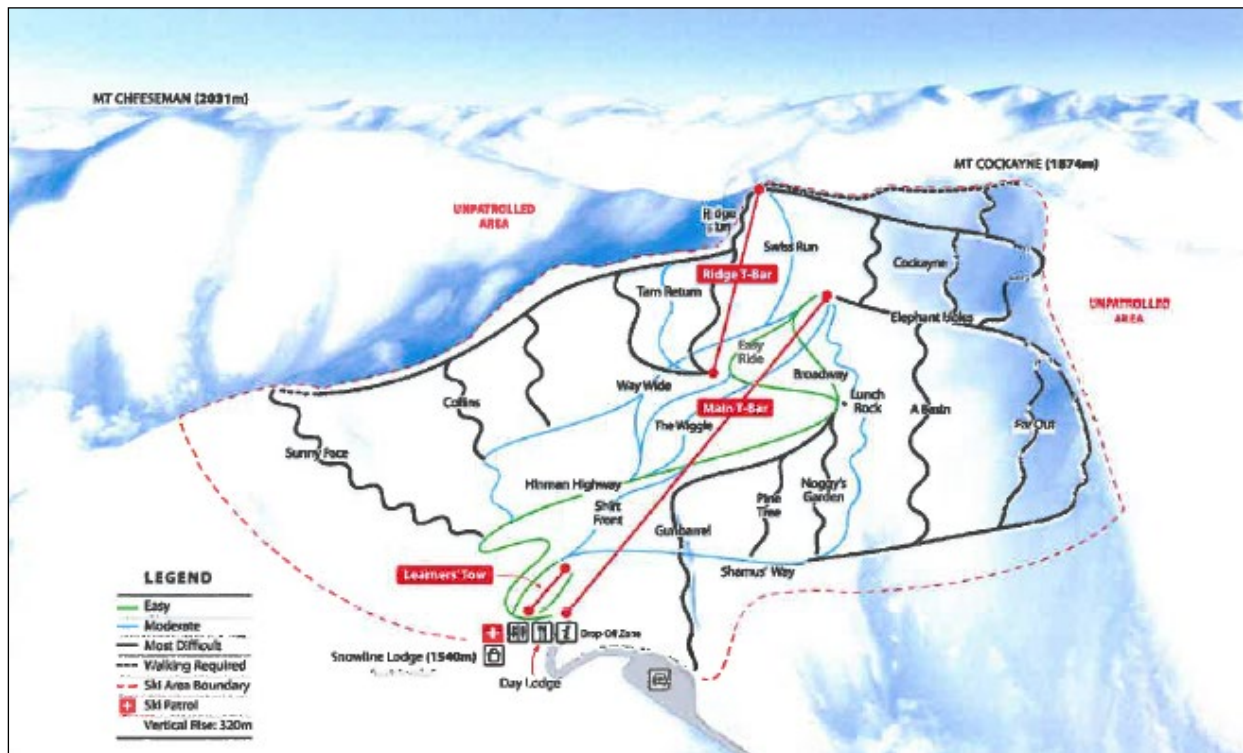 MT CHEESEMAN (2031m)
MT COCKAYNE (1874m)
UNPATROLLED
AREA
Ridge
Run
Swiss Run
Ridge T-Bar
Cockayne
Tarn Return
UNPATROLLED
AREA
Elephant
Easy
Ride
Broadway
Way Wide
Lunch
Rock
Collins
Main T-Bar
A Basin
Far Out
The Wiggle
Sunny Face
Hinman Highway
Pine
Tree
Noggy's
Garden
Shirt
Front
Gunbarrel
Shamus' Way
Learners' Tow
LEGEND
Easy
Moderate
Most Difficult
Walking Required
Ski Area Boundary
Ski Patrol
Vertical Rise: 320m
Drop-Off Zone
Snowline Lodge (1540m)
Day Lodge